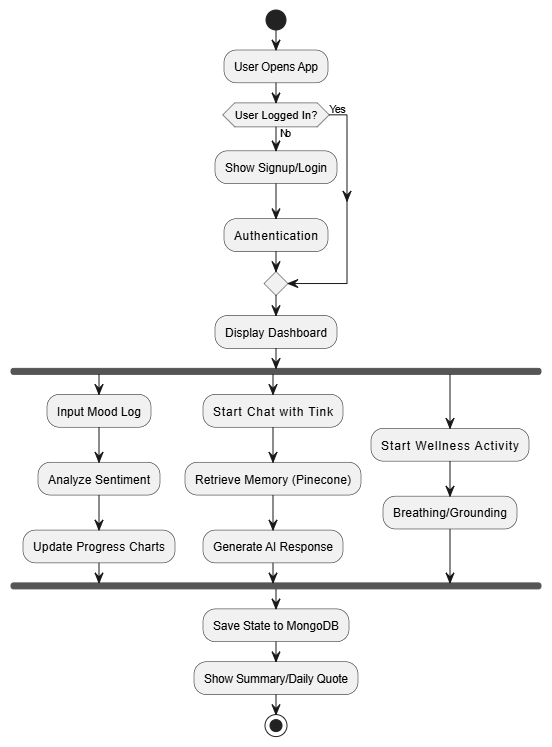 User Opens App
User Logged In?
Yes
No
Show Signup/Login
Authentication
Display Dashboard
Input Mood Log
Start Chat with Tink
Start Wellness Activity
Analyze Sentiment
Retrieve Memory (Pinecone)
Breathing/Grounding
Update Progress Charts
Generate AI Response
Save State to MongoDB
Show Summary/Daily Quote